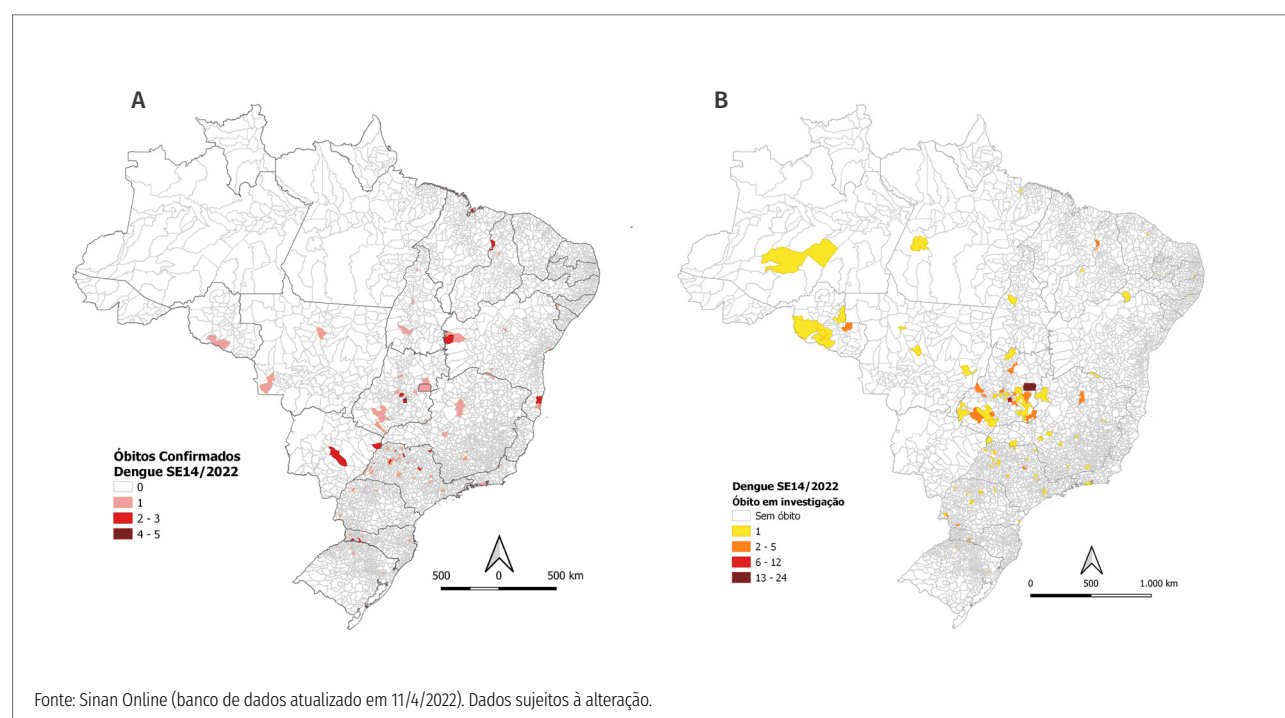 A
Óbitos Confirmados
Dengue SE14/2022
0
1
2 - 3
4 - 5
500 0 500 km
B
Dengue SE14/2022
Óbito em investigação
Sem óbito
1
2 - 5
6 - 12
13 - 24
0 500 1.000 km
Fonte: Sinan Online (banco de dados atualizado em 11/4/2022). Dados sujeitos à alteração.